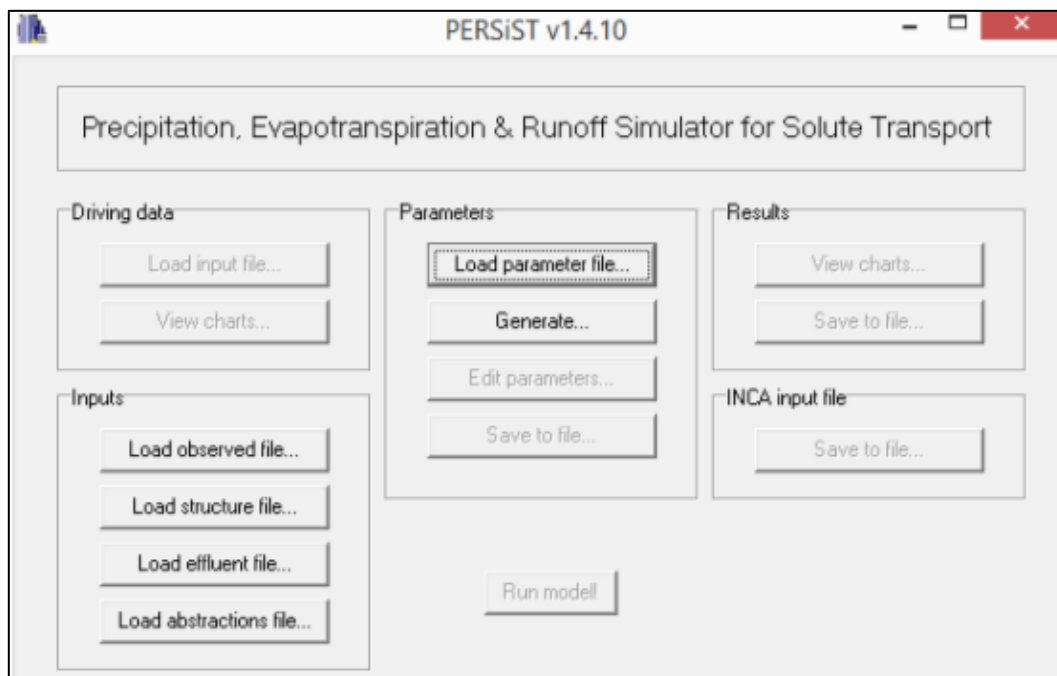 PERSiST v1.4.10
Precipitation, Evapotranspiration & Runoff Simulator for Solute Transport
Driving data
Load input file...
View charts...
Inputs
Load observed file...
Load structure file...
Load effluent file...
Load abstractions file...
Parameters
Load parameter file...
Generate...
Edit parameters...
Save to file...
Run model!
Results
View charts...
Save to file...
INCA input file
Save to file...